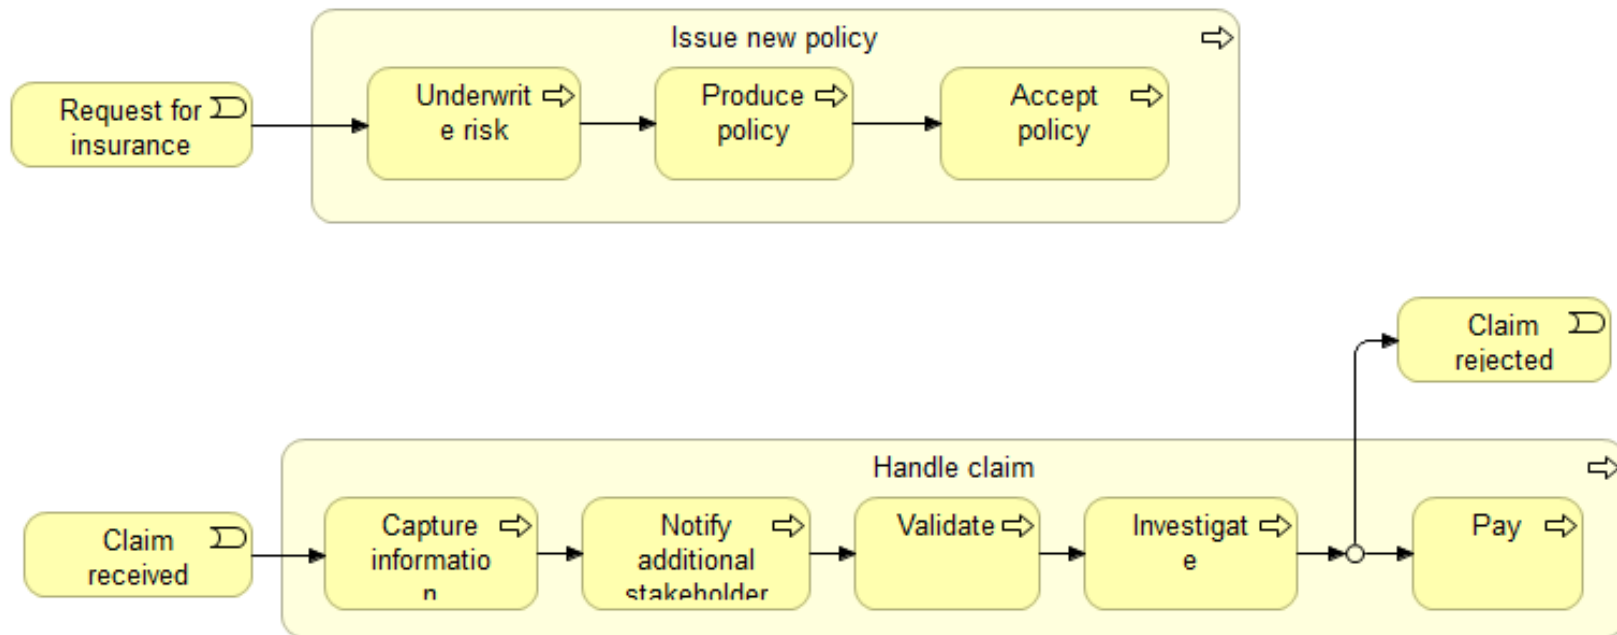 Issue new policy
Request for
insurance
Underwrit
e risk
Produce
policy
Accept
policy
Claim
rejected
Handle claim
Claim
received
Capture
informatio
n
Notify
additional
stakeholder
Validate
Investigat
e
Pay